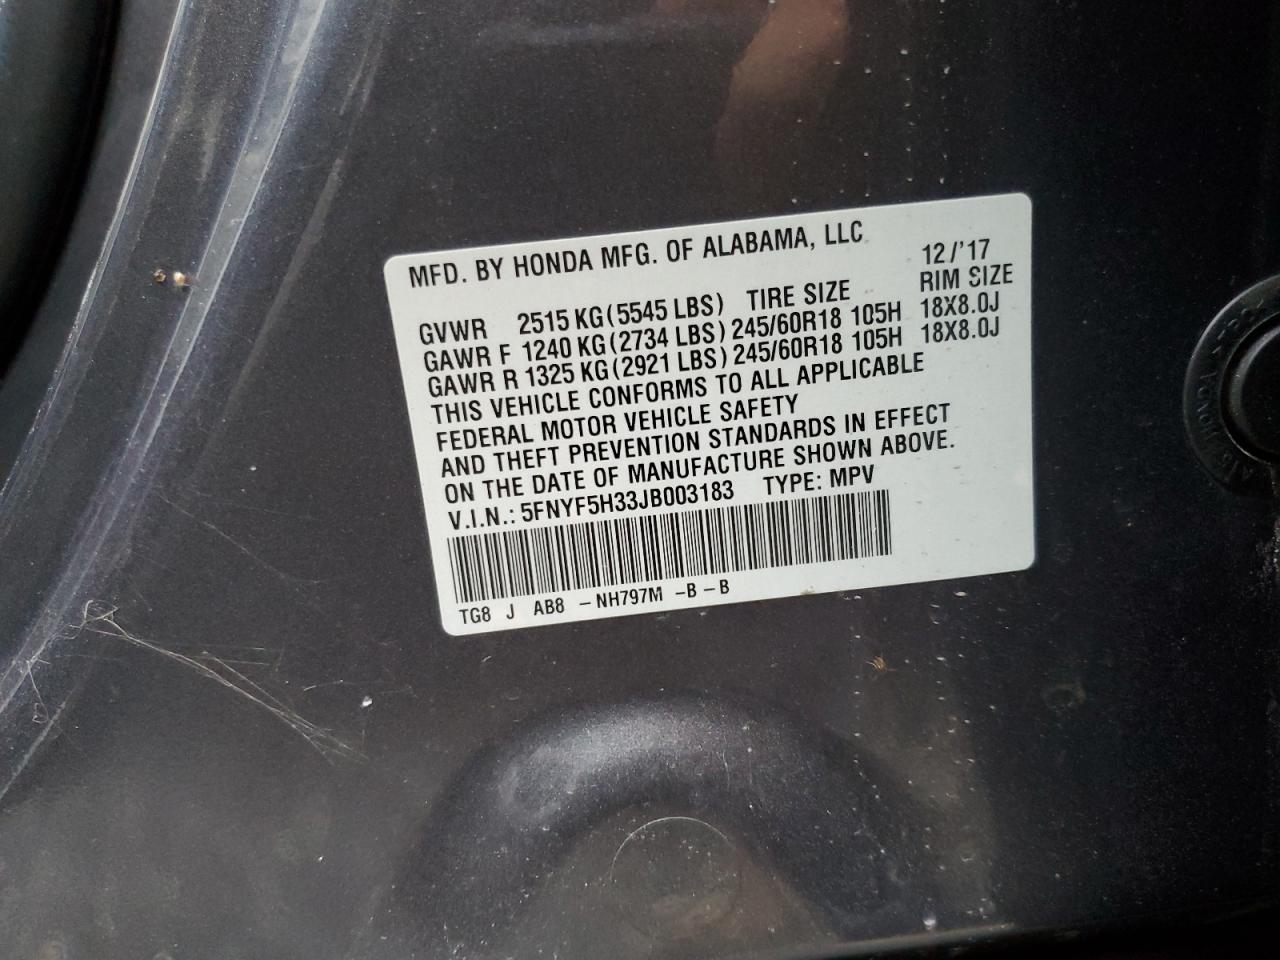 MFD. BY HONDA MFG. OF ALABAMA, LLC
12/'17
GVWR 2515 KG (5545 LBS) TIRE SIZE RIM SIZE
GAWR F 1240 KG (2734 LBS) 245/60R18 105H 18X8.0J
GAWR R 1325 KG (2921 LBS) 245/60R18 105H 18X8.0J
THIS VEHICLE CONFORMS TO ALL APPLICABLE
FEDERAL MOTOR VEHICLE SAFETY
AND THEFT PREVENTION STANDARDS IN EFFECT
ON THE DATE OF MANUFACTURE SHOWN ABOVE.
V.I.N.: 5FNYF5H33JB003183 TYPE: MPV
TG8 J AB8 -NH797M -B-B